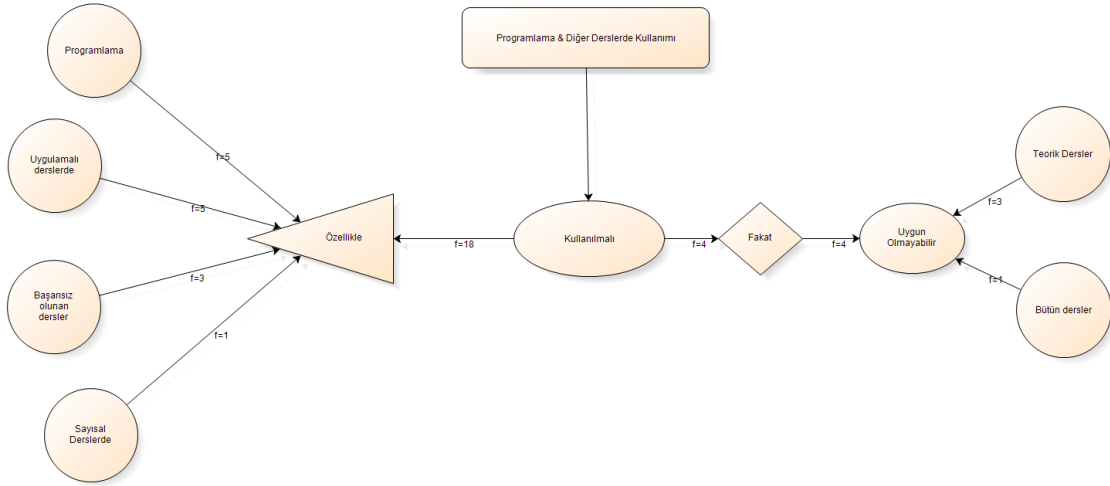 Programlama & Diğer Derslerde Kullanımı
Programlama
f=5
Uygulamalı
derslerde
f=5
Başarısız
olunan
dersler
f=3
Sayısal
Derslerde
f=1
Özellikle
f=18
Kullanılmalı
f=4
Fakat
f=4
Uygun
Olmayabilir
Teorik Dersler
f=3
Bütün dersler
f=1